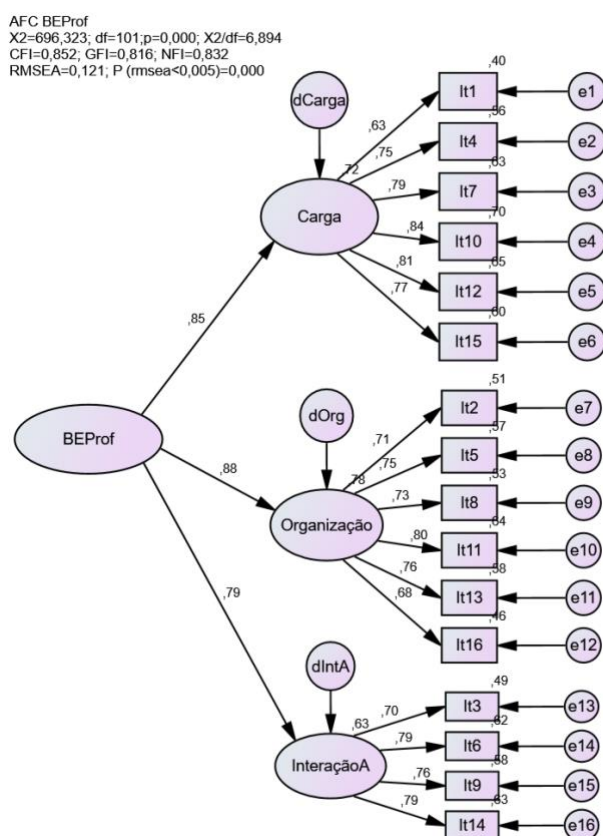 AFC BEProf
X2=696,323; df=101;p=0,000; X2/df=6,894
CFI=0,852; GFI=0,816; NFI=0,832
RMSEA=0,121; P (rmsea<0,005)=0,000
dCarga
,40
It1
e1
,63
,56
It4
e2
,75
,72
,63
It7
e3
,79
Carga
,70
It10
e4
,84
,65
It12
e5
,81
,60
It15
e6
,77
,85
BEProf
,88
,79
dOrg
,51
It2
e7
,71
,57
It5
e8
,75
,78
,53
It8
e9
,73
Organização
,64
It11
e10
,80
,58
It13
e11
,76
,46
It16
e12
,68
dIntA
,49
It3
e13
,70
,63
,62
It6
e14
,79
InteraçãoA
,58
It9
e15
,76
,63
It14
e16
,79